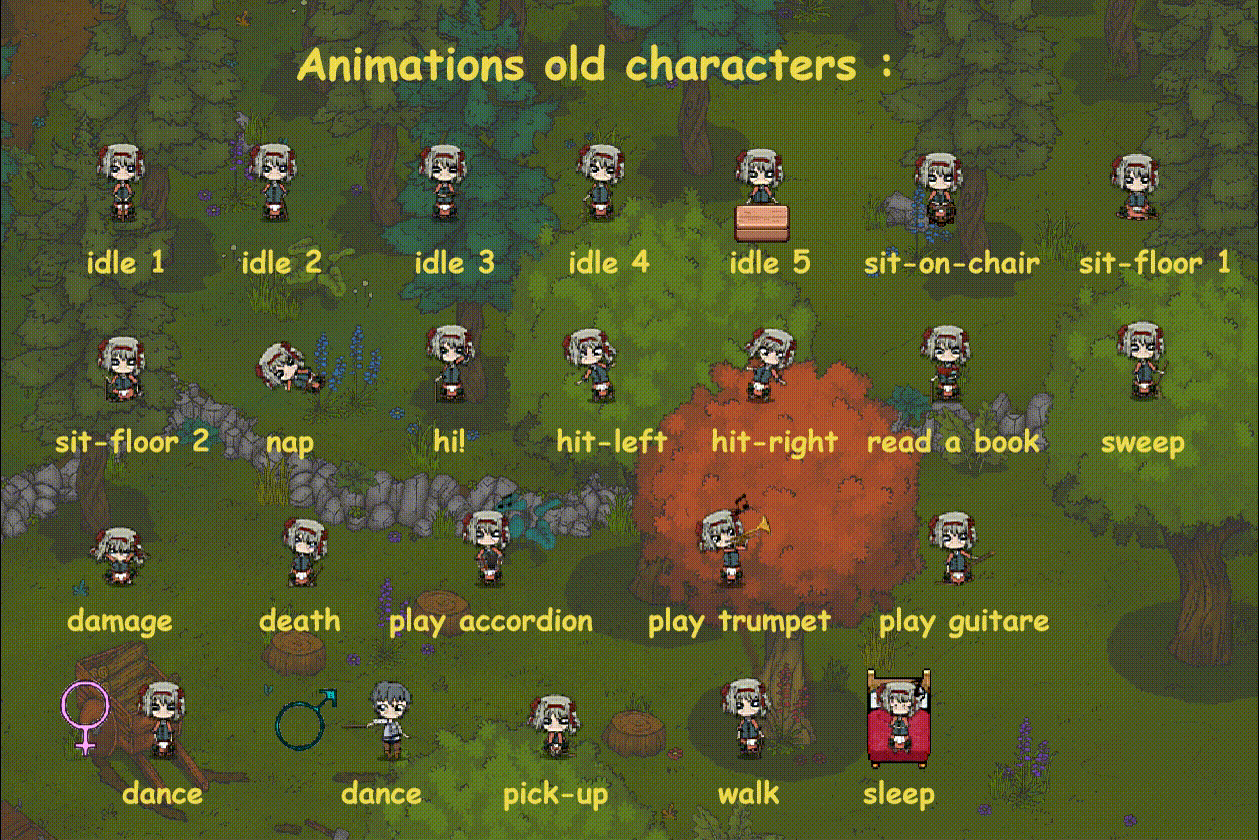 Animations old characters :
idle 1 idle 2 idle 3 idle 4 idle 5 sit-on-chair sit-floor 1
sit-floor 2 nap hi! hit-left hit-right read a book sweep
damage death play accordion play trumpet play guitare
dance dance pick-up walk sleep